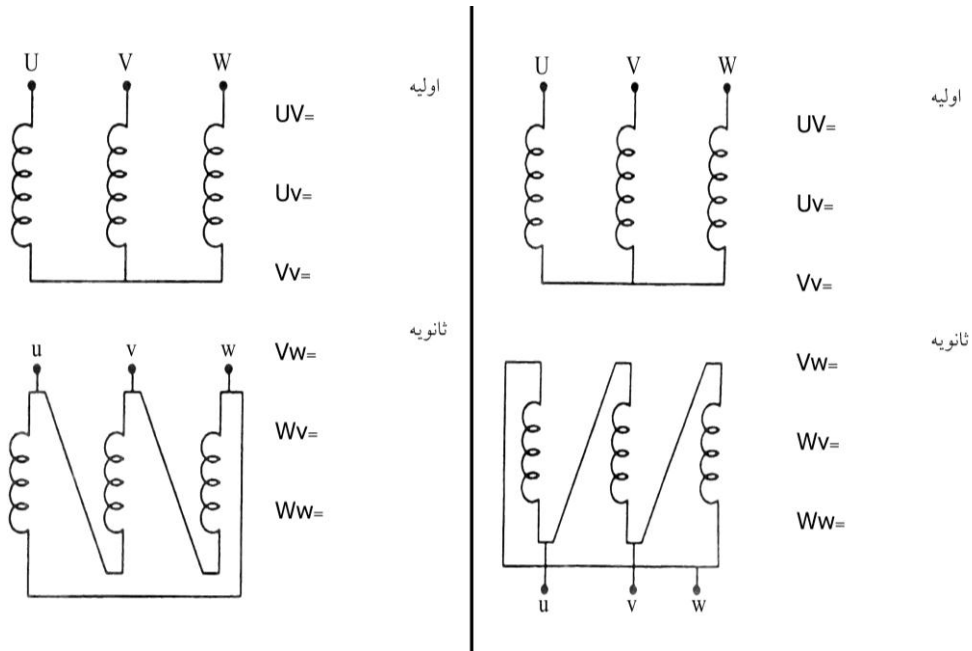 U V W
اولیه
UV=
Uv=
Vv=
ثانویه
u v w
Vw=
Wv=
Ww=
U V W
اولیه
UV=
Uv=
Vv=
ثانویه
Vw=
Wv=
Ww=
u v w